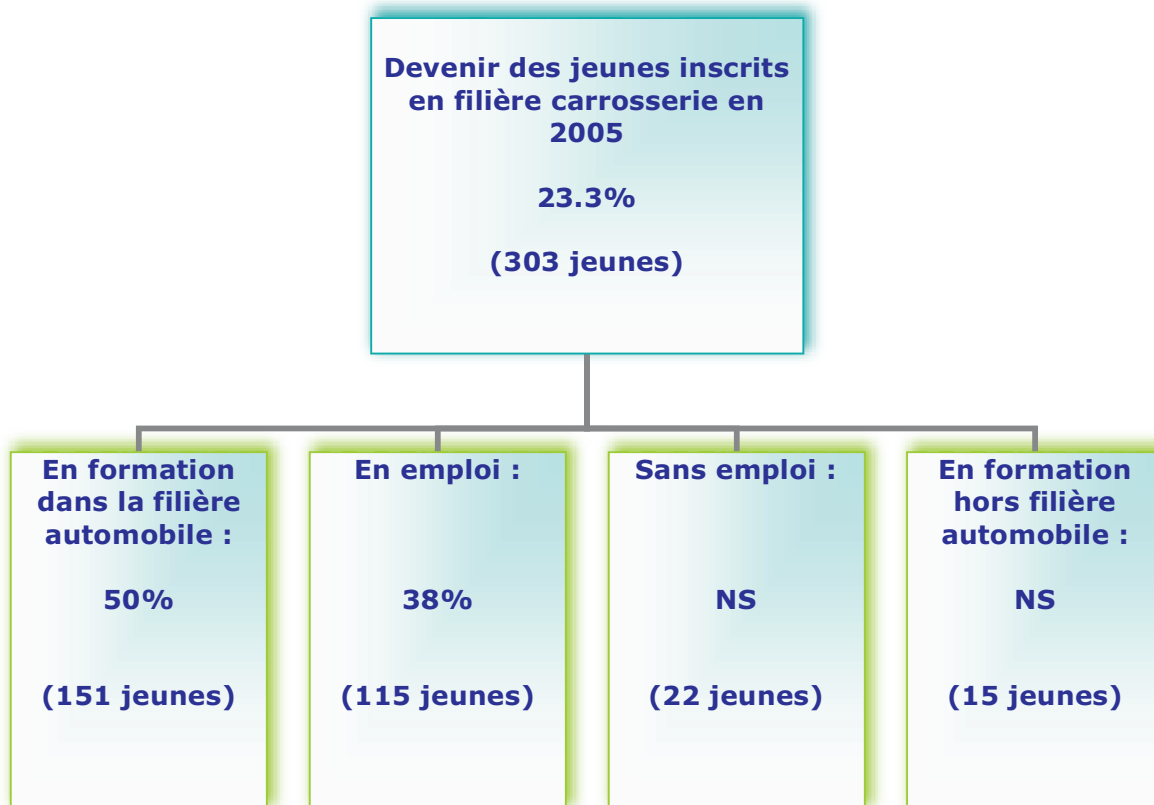 Devenir des jeunes inscrits
en filière carrosserie en
2005
23.3%
(303 jeunes)
En formation
dans la filière
automobile :
50%
(151 jeunes)
En emploi :
38%
(115 jeunes)
Sans emploi :
NS
(22 jeunes)
En formation
hors filière
automobile :
NS
(15 jeunes)